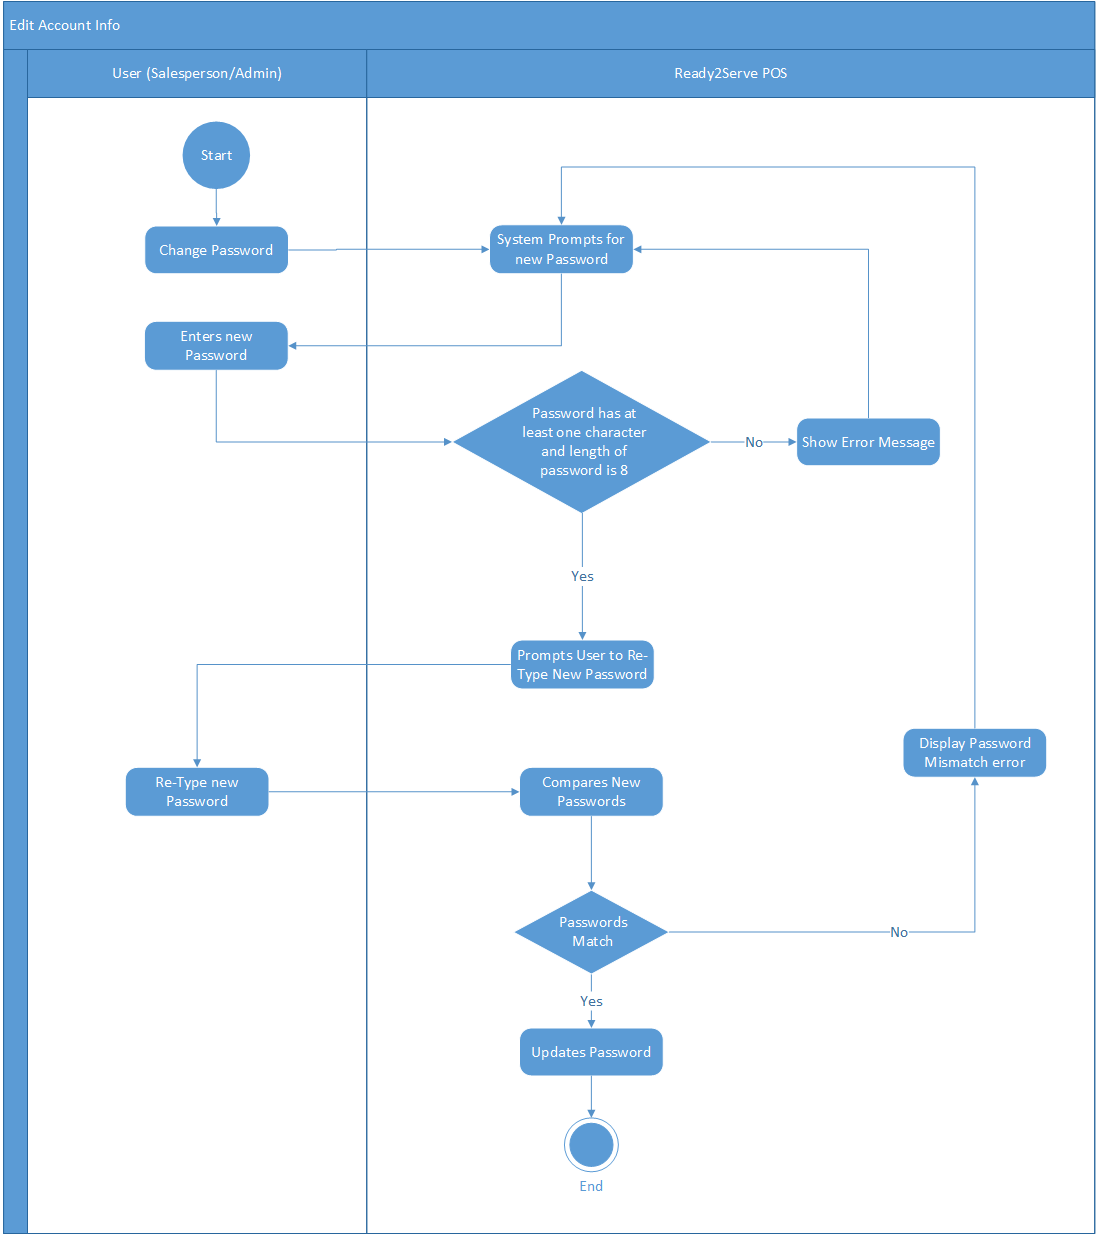 Edit Account Info
User (Salesperson/Admin)
Ready2Serve POS
Start
Change Password
System Prompts for
new Password
Enters new
Password
Password has at
least one character
and length of
password is 8
No
Show Error Message
Yes
Prompts User to Re-
Type New Password
Display Password
Mismatch error
Re-Type new
Password
Compares New
Passwords
Passwords
Match
No
Yes
Updates Password
End